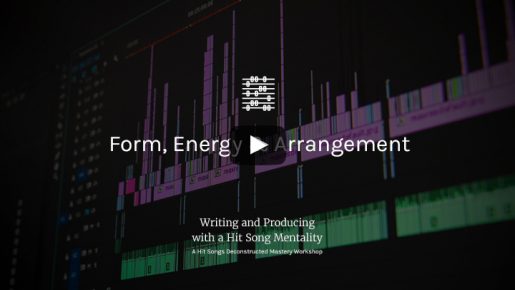 Form, Energy & Arrangement
Writing and Producing
with a Hit Song Mentality
A Hit Songs Deconstructed Mastery Workshop